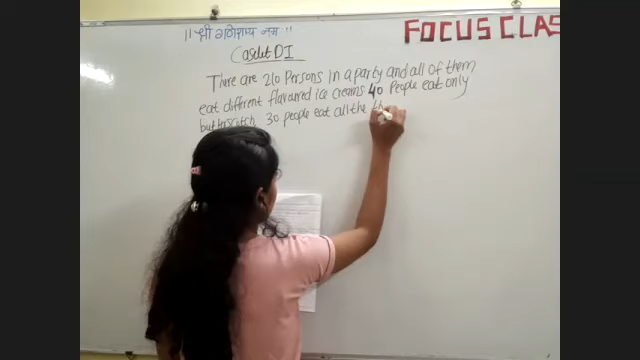 ।। श्री गणेशाय नमः ।।
FOCUS CLAS
Caselet DI
There are 210 Persons in a party and all of them
eat different flavoured ice creams 40 People eat only
butterscotch 30 people eat all the